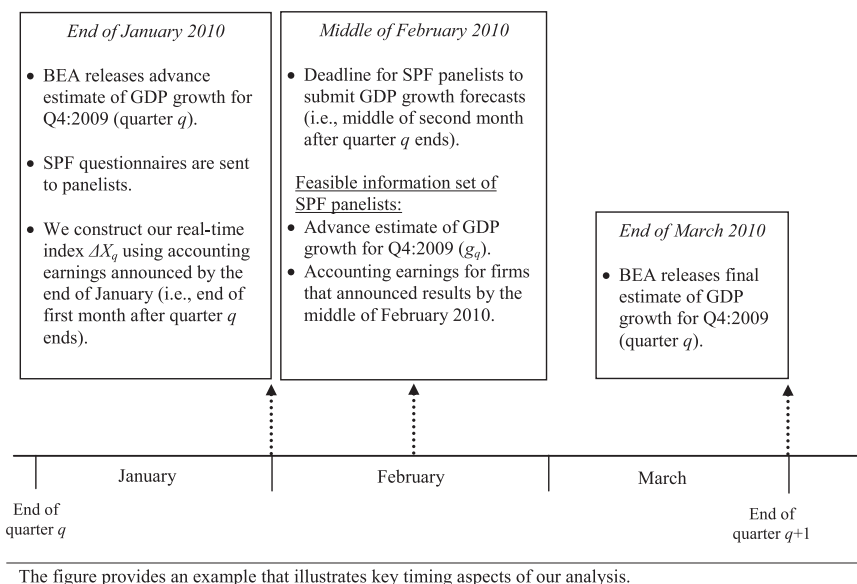 End of January 2010
• BEA releases advance
estimate of GDP growth for
Q4:2009 (quarter q).
• SPF questionnaires are sent
to panelists.
• We construct our real-time
index ΔX_q using accounting
earnings announced by the
end of January (i.e., end of
first month after quarter q
ends).
Middle of February 2010
• Deadline for SPF panelists to
submit GDP growth forecasts
(i.e., middle of second month
after quarter q ends).
Feasible information set of
SPF panelists:
• Advance estimate of GDP
growth for Q4:2009 (g_q).
• Accounting earnings for firms
that announced results by the
middle of February 2010.
End of March 2010
• BEA releases final
estimate of GDP
growth for Q4:2009
(quarter q).
January
February
March
End of
quarter q
End of
quarter q+1
The figure provides an example that illustrates key timing aspects of our analysis.